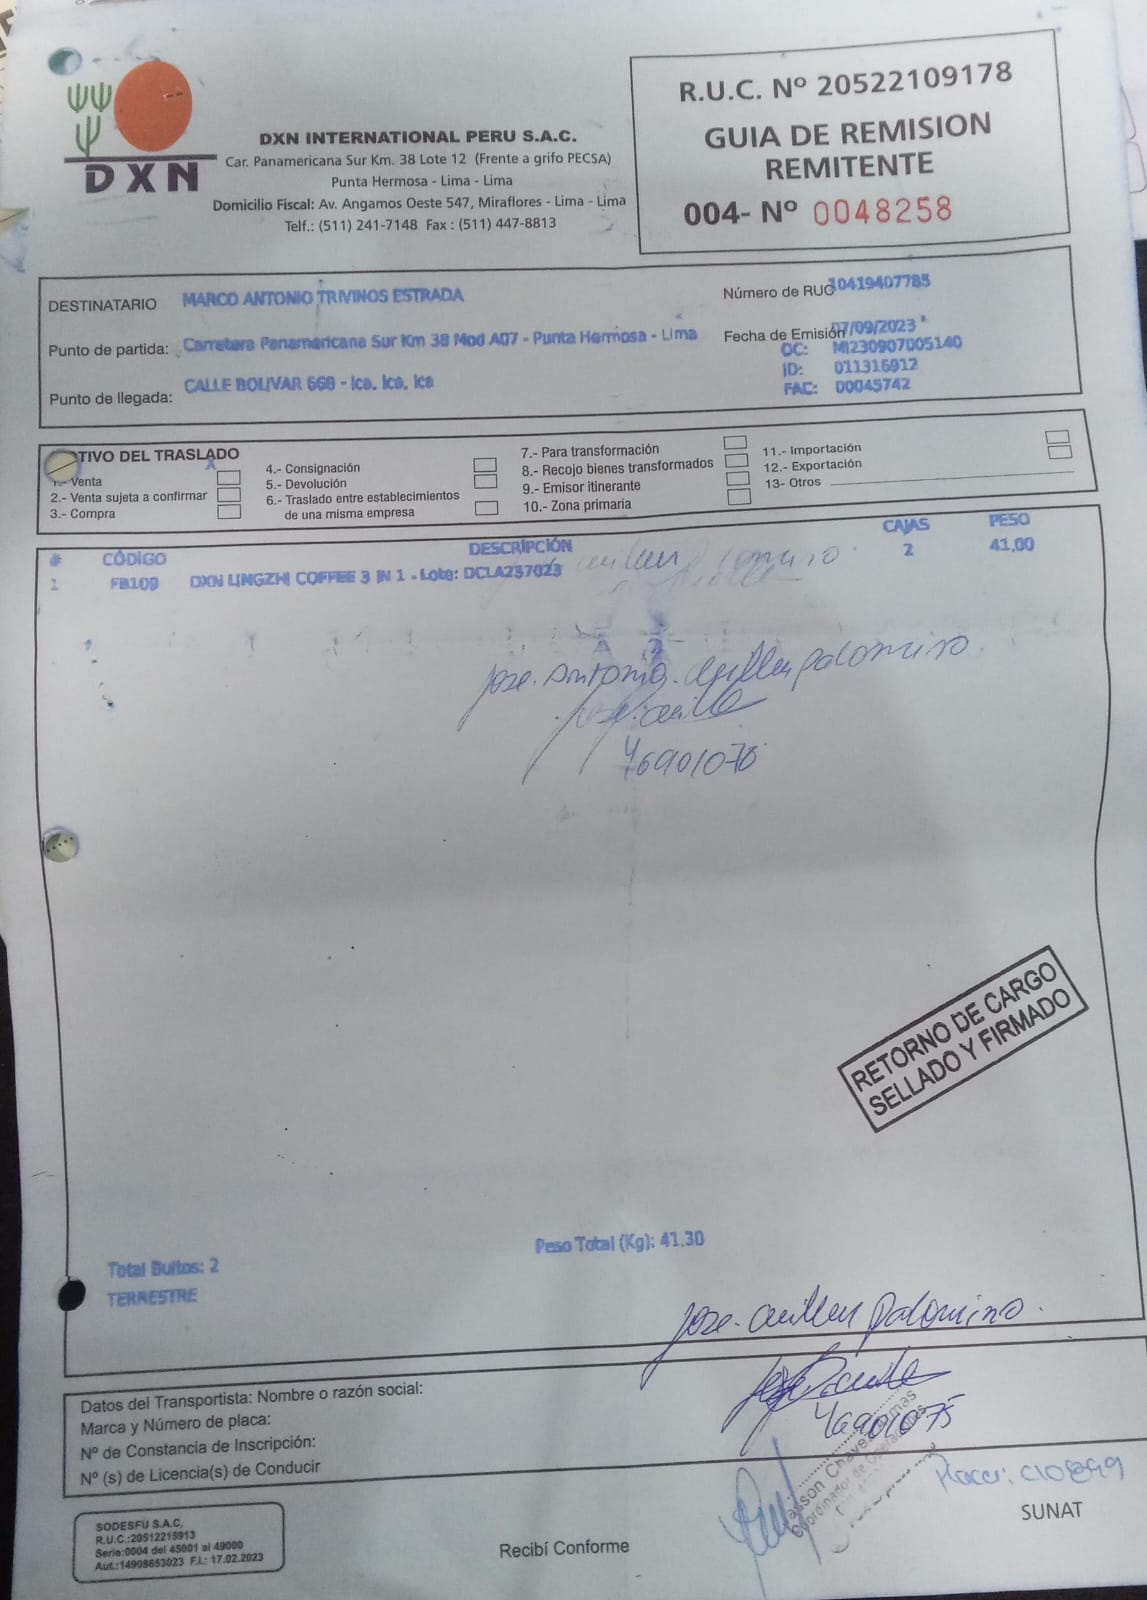 DXN
DXN INTERNATIONAL PERU S.A.C.
Car. Panamericana Sur Km. 38 Lote 12 (Frente a grifo PECSA)
Punta Hermosa - Lima - Lima
Domicilio Fiscal: Av. Angamos Oeste 547, Miraflores - Lima - Lima
Telf.: (511) 241-7148 Fax : (511) 447-8813
R.U.C. Nº 20522109178
GUIA DE REMISION
REMITENTE
004- Nº 0048258
DESTINATARIO MARCO ANTONIO TRIVINOS ESTRADA
Número de RUC 10419407785
Punto de partida: Carretera Panamericana Sur Km 38 Mod A07 - Punta Hermosa - Lima
Fecha de Emisión 07/09/2023
OC: MI230907005140
ID: 011316912
FAC: 00045742
Punto de llegada: CALLE BOLIVAR 668 - Ica, Ica, Ica
TIVO DEL TRASLADO
x
1.- Venta
2.- Venta sujeta a confirmar
3.- Compra
4.- Consignación
5.- Devolución
6.- Traslado entre establecimientos
de una misma empresa
7.- Para transformación
8.- Recojo bienes transformados
9.- Emisor itinerante
10.- Zona primaria
11.- Importación
12.- Exportación
13- Otros
# CÓDIGO DESCRIPCIÓN CAJAS PESO
1 FB109 DXN LINGZHI COFFEE 3 IN 1 - Lote: DCLA237023 2 41,00
Jose. Antonio. Quillen palomino.
46901075
RETORNO DE CARGO
SELLADO Y FIRMADO
Peso Total (Kg): 41.30
Total Bultos: 2
TERRESTRE
Jose. Quillen Palomino.
46901075
Datos del Transportista: Nombre o razón social:
Marca y Número de placa:
Nº de Constancia de Inscripción:
Nº (s) de Licencia(s) de Conducir
Coordinador de Operaciones
SUNAT
SODESFU S.A.C.
R.U.C.:20512215913
Serie:0004 del 45001 al 49000
Aut.:14908653023 F.I.: 17.02.2023
Recibí Conforme